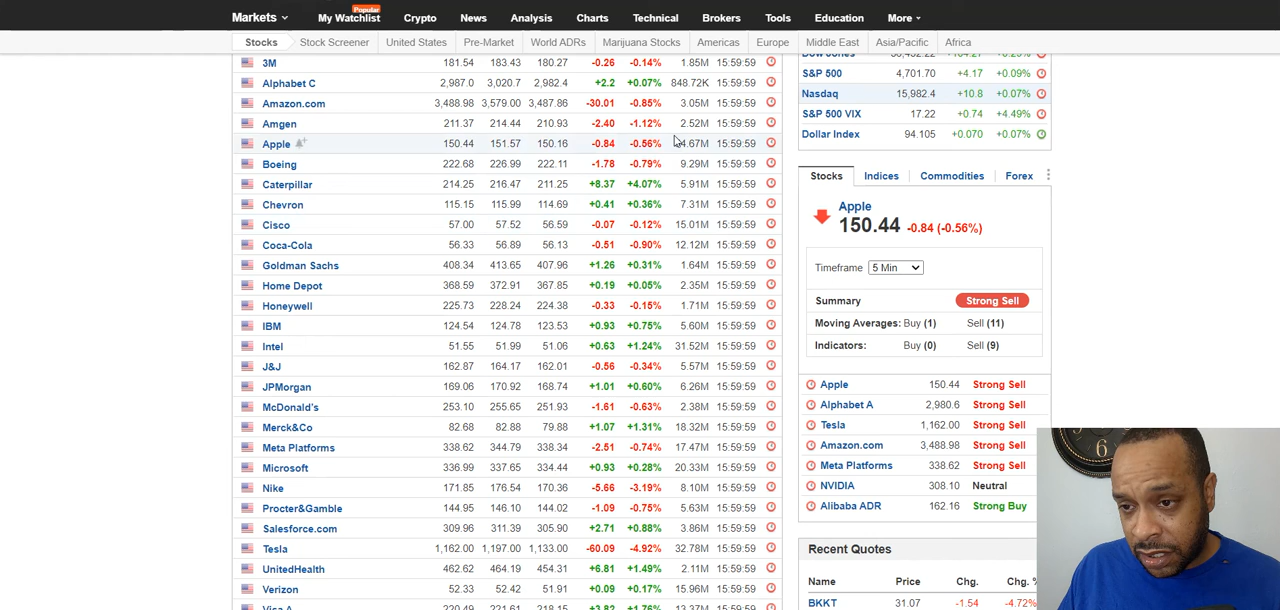 Markets My Watchlist Popular Crypto News Analysis Charts Technical Brokers Tools Education More
Stocks Stock Screener United States Pre-Market World ADRs Marijuana Stocks Americas Europe Middle East Asia/Pacific Africa
3M 181.54 183.43 180.27 -0.26 -0.14% 1.85M 15:59:59
Alphabet C 2,987.0 3,020.7 2,982.4 +2.2 +0.07% 848.72K 15:59:59
Amazon.com 3,488.98 3,579.00 3,487.86 -30.01 -0.85% 3.05M 15:59:59
Amgen 211.37 214.44 210.93 -2.40 -1.12% 15:59:59
Apple 150.44 151.57 150.16 -0.84 -0.56% 15:59:59
Boeing 222.68 226.99 222.11 -1.78 -0.79% 9.29M 15:59:59
Caterpillar 214.25 216.47 211.25 +8.37 +4.07% 5.91M 15:59:59
Chevron 115.15 115.99 114.69 +0.41 +0.36% 7.31M 15:59:59
Cisco 57.00 57.52 56.59 -0.07 -0.12% 15.01M 15:59:59
Coca-Cola 56.33 56.89 56.13 -0.51 -0.90% 15:59:59
Goldman Sachs 408.34 413.65 407.96 +1.26 +0.31% 1.64M 15:59:59
Home Depot 368.59 372.91 367.83 +0.19 +0.05% 2.35M 15:59:59
Honeywell 225.73 228.24 224.38 -0.33 -0.15% 1.71M 15:59:59
IBM 124.54 124.78 123.53 +0.93 +0.75% 15:59:59
Intel 51.55 51.99 51.06 +0.63 +1.24% 31.52M 15:59:59
J&J 162.87 164.17 162.01 -0.56 -0.34% 5.57M 15:59:59
JPMorgan 169.06 170.92 168.74 +1.01 +0.60% 15:59:59
McDonald's 253.10 255.65 251.93 -1.61 -0.63% 2.38M 15:59:59
Merck&Co 82.68 82.88 79.88 +1.07 +1.31% 18.32M 15:59:59
Meta Platforms 338.62 344.79 338.34 -2.51 -0.74% 15:59:59
Microsoft 336.99 337.55 334.44 +0.93 +0.28% 20.33M 15:59:59
Nike 171.85 176.54 170.36 -5.66 -3.19% 15:59:59
Procter&Gamble -1.09 -0.75% 15:59:59
Salesforce.com 309.96 311.00 305.90 +2.71 +0.88% 15:59:59
Tesla 1,162.00 1,197.00 1,133.00 -60.09 -4.92% 32.78M 15:59:59
UnitedHealth 464.19 454.31 +6.81 +1.49% 2.11M 15:59:59
Verizon 52.33 51.91 +0.09 +0.17% 15:59:59
Visa A +3.82 +1.76% 15:59:59
Dow Jones
S&P 500 4,701.70 +4.17 +0.09%
Nasdaq 15,982.4 +10.8 +0.07%
S&P 500 VIX 17.22 +0.74 +4.49%
Dollar Index 94.105 +0.070 +0.07%
Stocks Indices Commodities Forex
Apple
150.44 -0.84 (-0.56%)
Timeframe 5 Min
Summary Strong Sell
Moving Averages: Buy (1) Sell (11)
Indicators: Buy (0) Sell (9)
Apple 150.44 Strong Sell
Alphabet A 2,980.6 Strong Sell
Tesla 1,162.00 Strong Sell
Amazon.com 3,488.98 Strong Sell
Meta Platforms 338.62 Strong Sell
NVIDIA 308.10 Neutral
Alibaba ADR 162.16 Strong Buy
Recent Quotes
Name Price Chg. Chg. %
BKKT 31.07 -1.54 -4.72%